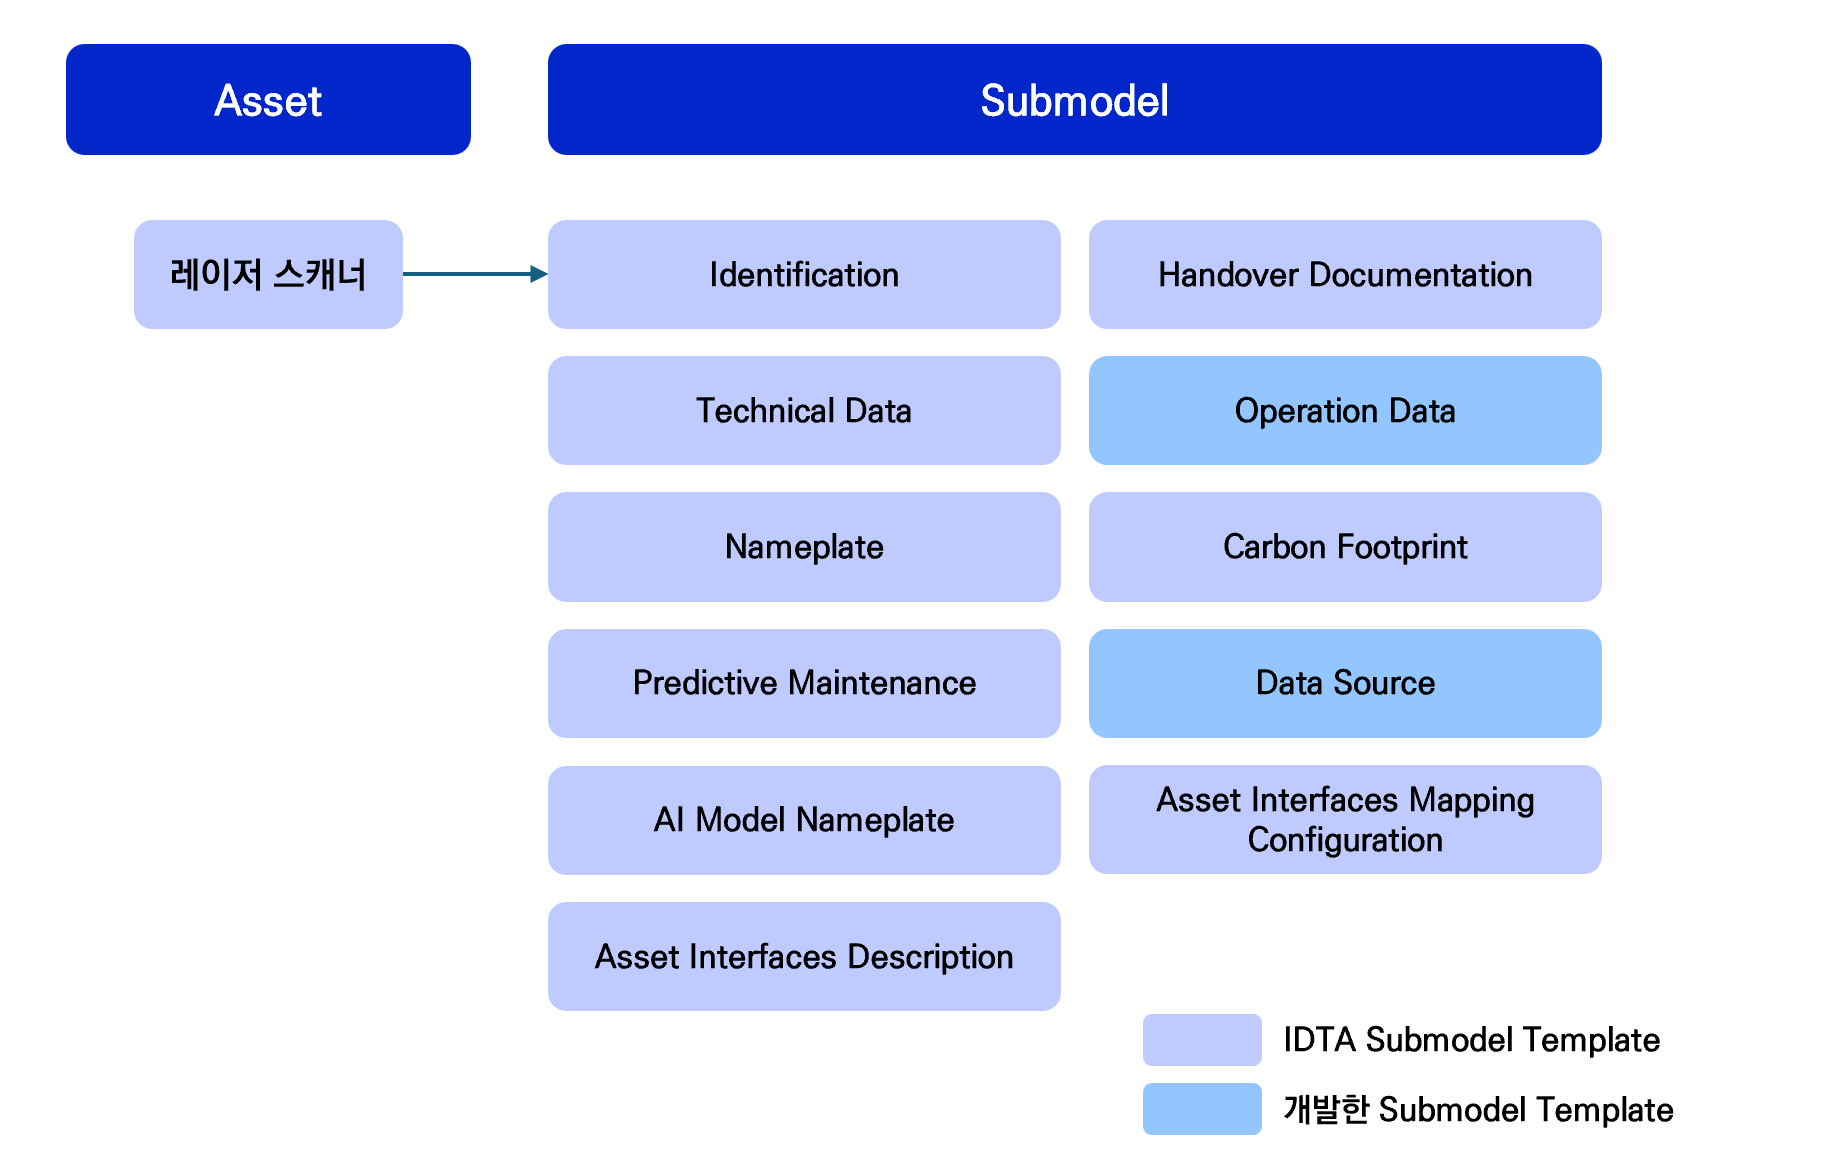 Asset
Submodel
레이저 스캐너
Identification
Handover Documentation
Technical Data
Operation Data
Nameplate
Carbon Footprint
Predictive Maintenance
Data Source
AI Model Nameplate
Asset Interfaces Mapping
Configuration
Asset Interfaces Description
IDTA Submodel Template
개발한 Submodel Template